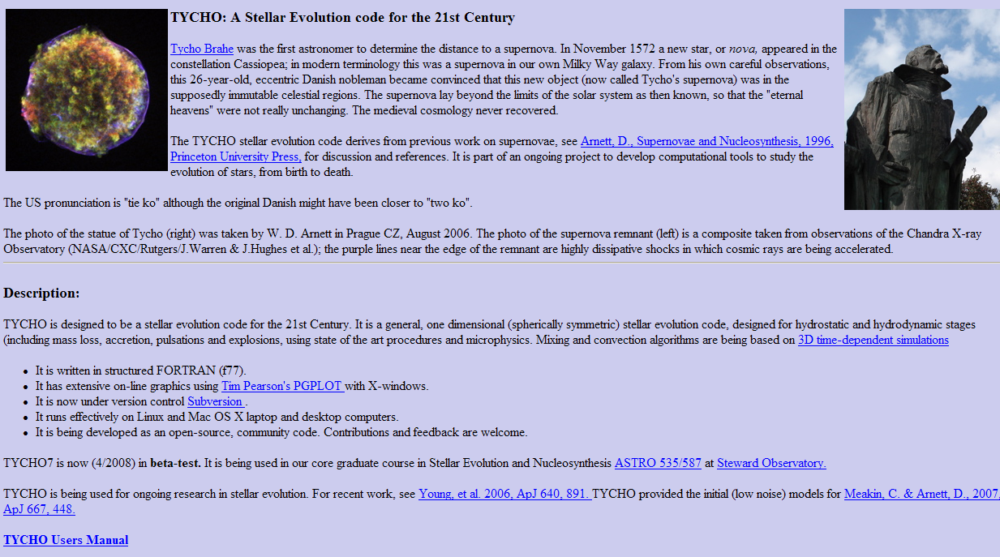 TYCHO: A Stellar Evolution code for the 21st Century
Tycho Brahe was the first astronomer to determine the distance to a supernova. In November 1572 a new star, or nova, appeared in the
constellation Cassiopea; in modern terminology this was a supernova in our own Milky Way galaxy. From his own careful observations,
this 26-year-old, eccentric Danish nobleman became convinced that this new object (now called Tycho's supernova) was in the
supposedly immutable celestial regions. The supernova lay beyond the limits of the solar system as then known, so that the "eternal
heavens" were not really unchanging. The medieval cosmology never recovered.
The TYCHO stellar evolution code derives from previous work on supernovae, see Arnett, D., Supernovae and Nucleosynthesis, 1996,
Princeton University Press, for discussion and references. It is part of an ongoing project to develop computational tools to study the
evolution of stars, from birth to death.
The US pronunciation is "tie ko" although the original Danish might have been closer to "two ko".
The photo of the statue of Tycho (right) was taken by W. D. Arnett in Prague CZ, August 2006. The photo of the supernova remnant (left) is a composite taken from observations of the Chandra X-ray
Observatory (NASA/CXC/Rutgers/J.Warren & J.Hughes et al.); the purple lines near the edge of the remnant are highly dissipative shocks in which cosmic rays are being accelerated.
Description:
TYCHO is designed to be a stellar evolution code for the 21st Century. It is a general, one dimensional (spherically symmetric) stellar evolution code, designed for hydrostatic and hydrodynamic stages
(including mass loss, accretion, pulsations and explosions, using state of the art procedures and microphysics. Mixing and convection algorithms are being based on 3D time-dependent simulations
• It is written in structured FORTRAN (f77).
• It has extensive on-line graphics using Tim Pearson's PGPLOT with X-windows.
• It is now under version control Subversion .
• It runs effectively on Linux and Mac OS X laptop and desktop computers.
• It is being developed as an open-source, community code. Contributions and feedback are welcome.
TYCHO7 is now (4/2008) in beta-test. It is being used in our core graduate course in Stellar Evolution and Nucleosynthesis ASTRO 535/587 at Steward Observatory.
TYCHO is being used for ongoing research in stellar evolution. For recent work, see Young, et al. 2006, ApJ 640, 891. TYCHO provided the initial (low noise) models for Meakin, C. & Arnett, D., 2007,
ApJ 667, 448.
TYCHO Users Manual